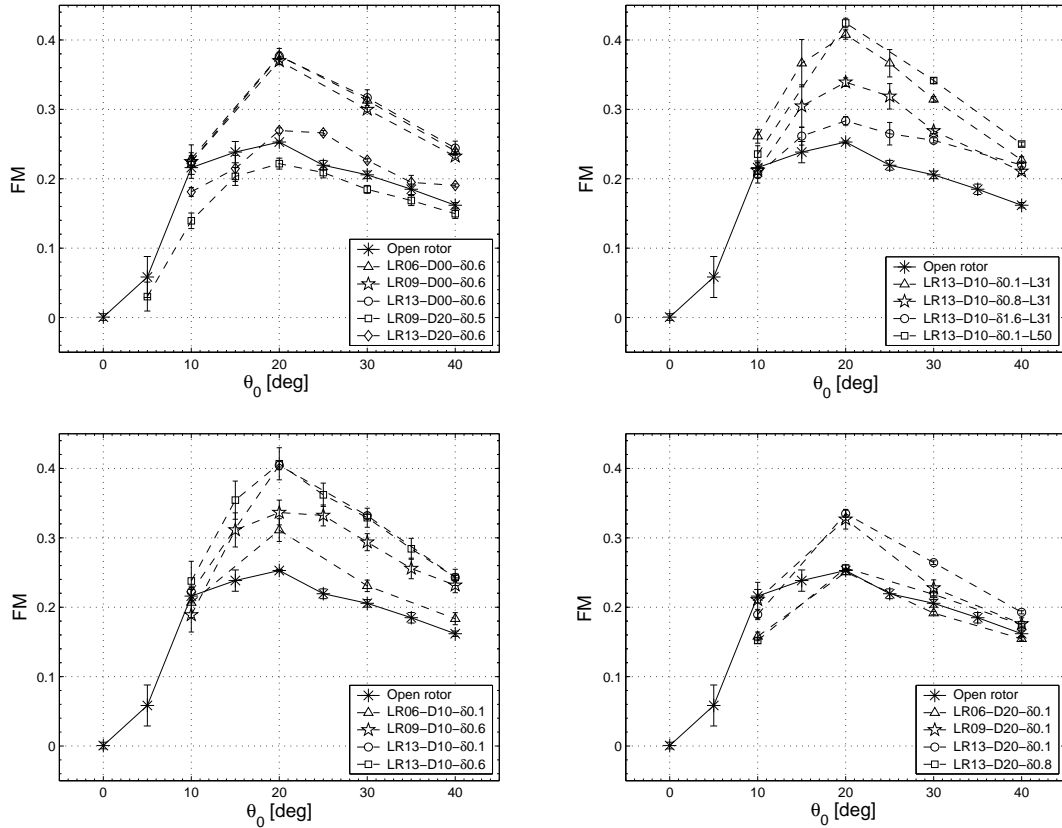 0.4
0.3
0.2
0.1
0
FM
0 10 20 30 40
θ0 [deg]
Open rotor
LR06−D00−δ0.6
LR09−D00−δ0.6
LR13−D00−δ0.6
LR09−D20−δ0.5
LR13−D20−δ0.6
0.4
0.3
0.2
0.1
0
FM
0 10 20 30 40
θ0 [deg]
Open rotor
LR13−D10−δ0.1−L31
LR13−D10−δ0.8−L31
LR13−D10−δ1.6−L31
LR13−D10−δ0.1−L50
0.4
0.3
0.2
0.1
0
FM
0 10 20 30 40
θ0 [deg]
Open rotor
LR06−D10−δ0.1
LR09−D10−δ0.6
LR13−D10−δ0.1
LR13−D10−δ0.6
0.4
0.3
0.2
0.1
0
FM
0 10 20 30 40
θ0 [deg]
Open rotor
LR06−D20−δ0.1
LR09−D20−δ0.1
LR13−D20−δ0.1
LR13−D20−δ0.8